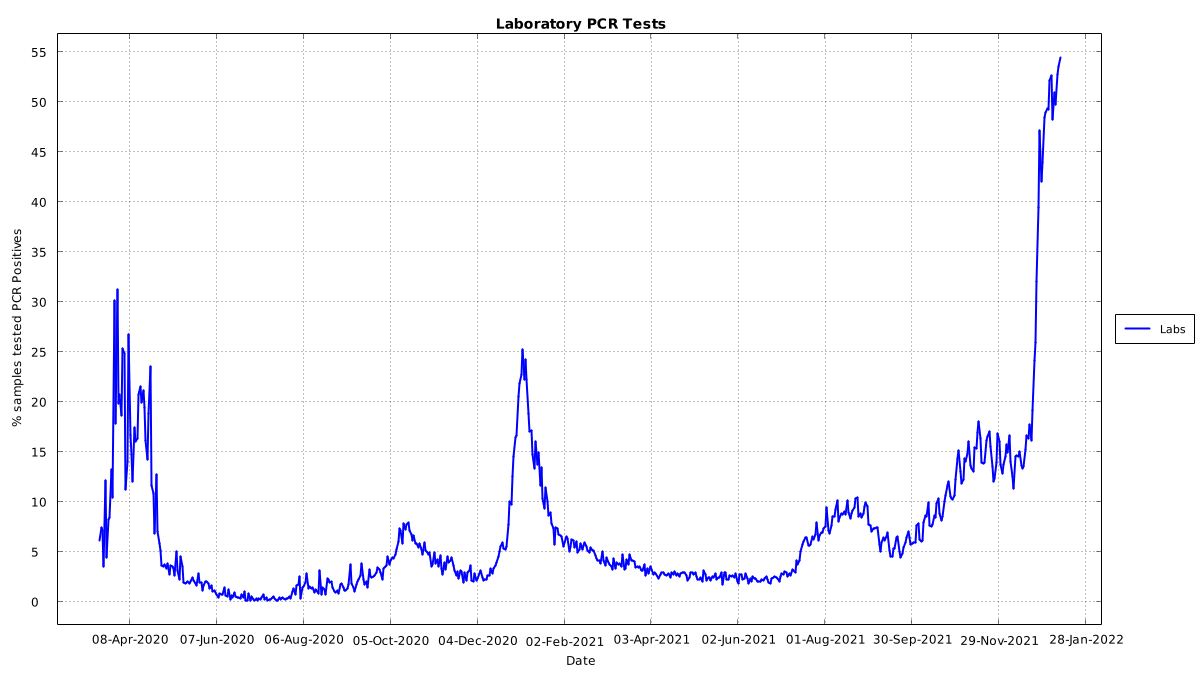 Laboratory PCR Tests
55
50
45
40
35
30
25
20
15
10
5
0
% samples tested PCR Positives
08-Apr-2020 07-Jun-2020 06-Aug-2020 05-Oct-2020 04-Dec-2020 02-Feb-2021 03-Apr-2021 02-Jun-2021 01-Aug-2021 30-Sep-2021 29-Nov-2021 28-Jan-2022
Date
Labs